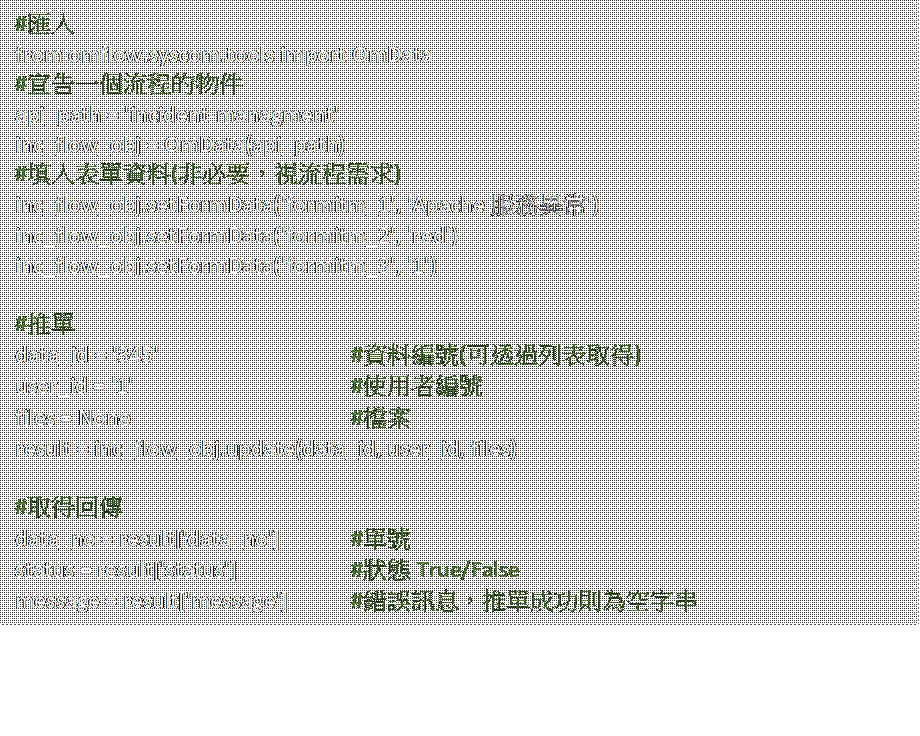 #匯入
from omflow.syscom.tools import OmData
#宣告一個流程的物件
api_path = 'incident-managment'
inc_flow_obj = OmData(api_path)
#填入表單資料(非必要，視流程需求)
inc_flow_obj.setFormData('formitm_1', 'Apache 服務異常')
inc_flow_obj.setFormData('formitm_2', 'hcd')
inc_flow_obj.setFormData('formitm_3', '1')
#推單
data_id = '945' #資料編號(可透過列表取得)
user_id = '1' #使用者編號
files = None #檔案
result = inc_flow_obj.update(data_id, user_id, files)
#取得回傳
data_no = result['data_no'] #單號
status = result['status'] #狀態 True/False
message = result['message'] #錯誤訊息，推單成功則為空字串